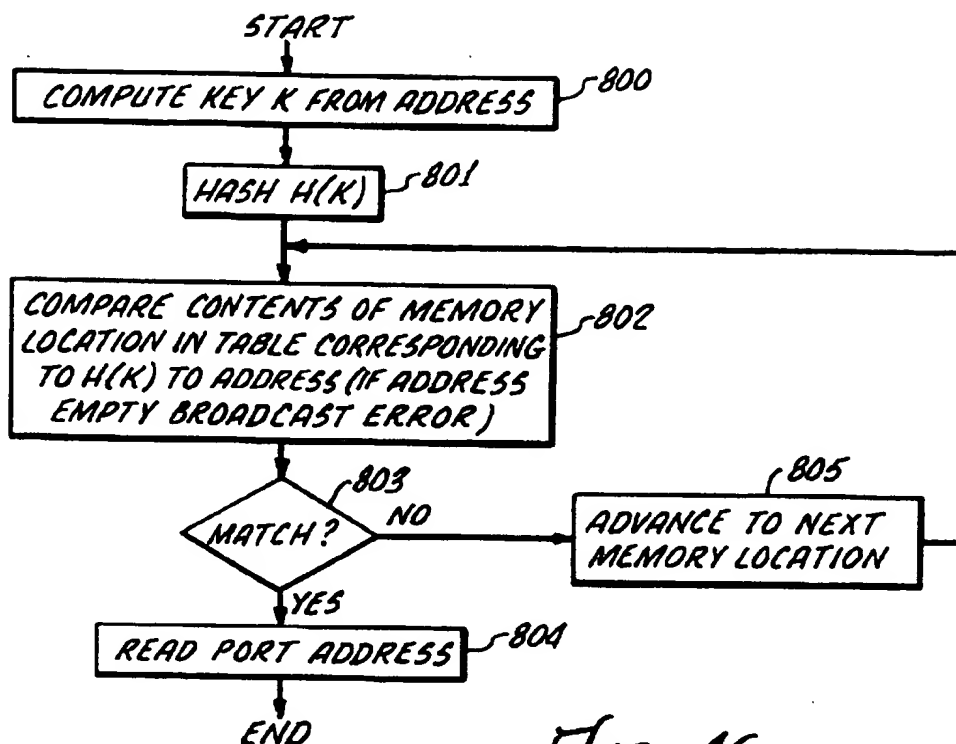 START
COMPUTE KEY K FROM ADDRESS
800
HASH H(K)
801
COMPARE CONTENTS OF MEMORY
LOCATION IN TABLE CORRESPONDING
TO H(K) TO ADDRESS (IF ADDRESS
EMPTY BROADCAST ERROR)
802
803
MATCH?
NO
805
ADVANCE TO NEXT
MEMORY LOCATION
YES
READ PORT ADDRESS
804
END